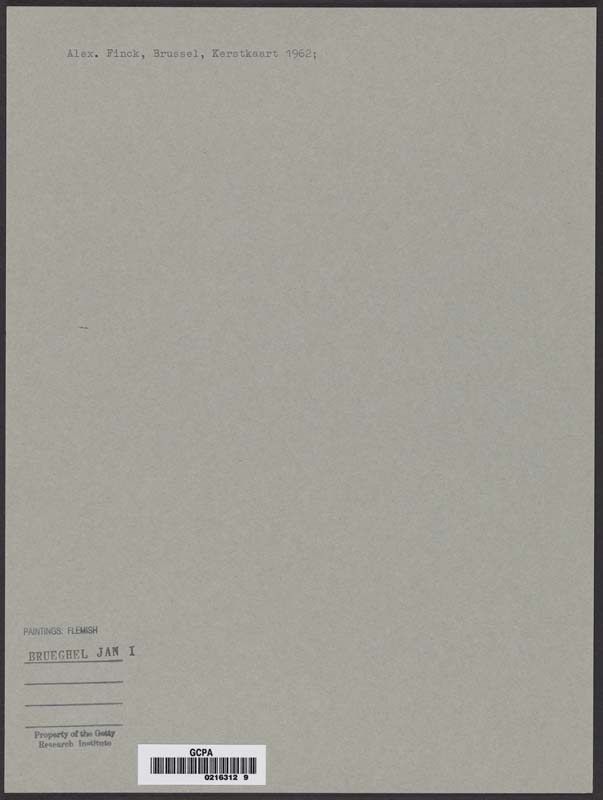 Alex. Finck, Brussel, Kerstkaart 1962;
PAINTINGS: FLEMISH
BRUEGHEL JAN I
Property of the Getty
Research Institute
GCPA
0216312 9